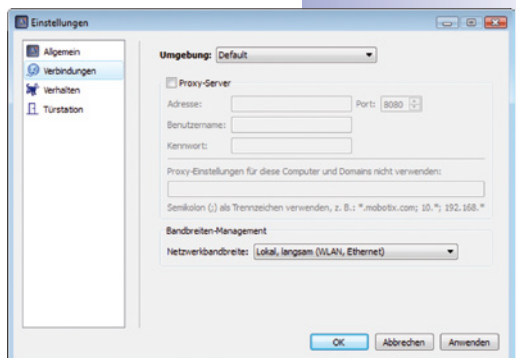 Einstellungen
Allgemein
Verbindungen
Verhalten
Türstation
Umgebung: Default
Proxy-Server
Adresse: Port: 8080
Benutzername:
Kennwort:
Proxy-Einstellungen für diese Computer und Domains nicht verwenden:
Semikolon (;) als Trennzeichen verwenden, z. B.: *.mobotix.com; 10.*; 192.168.*
Bandbreiten-Management
Netzwerkbandbreite: Lokal, langsam (WLAN, Ethernet)
OK Abbrechen Anwenden